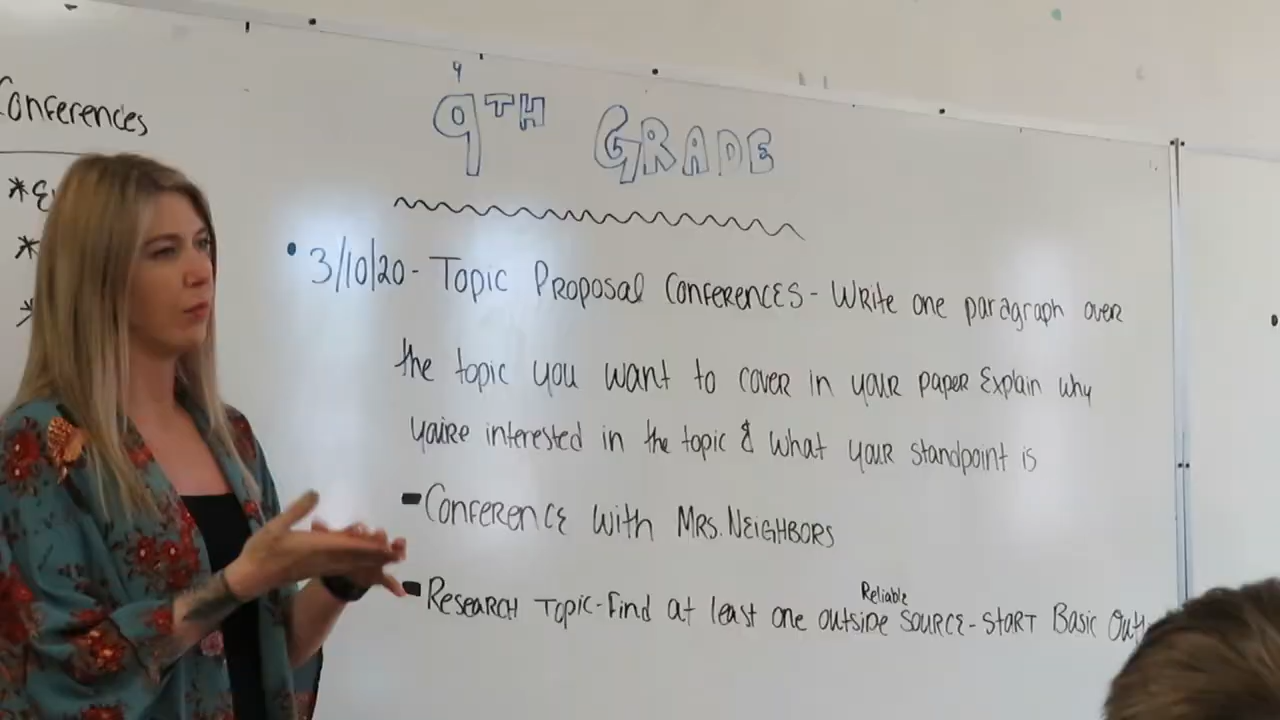 Conferences
9
9TH GRADE
• 3/10/20 - Topic Proposal Conferences - Write one paragraph over
the topic you want to cover in your paper Explain why
you're interested in the topic & what your standpoint is
- Conference with Mrs. Neighbors
Reliable
- Research Topic - Find at least one outside source - start Basic